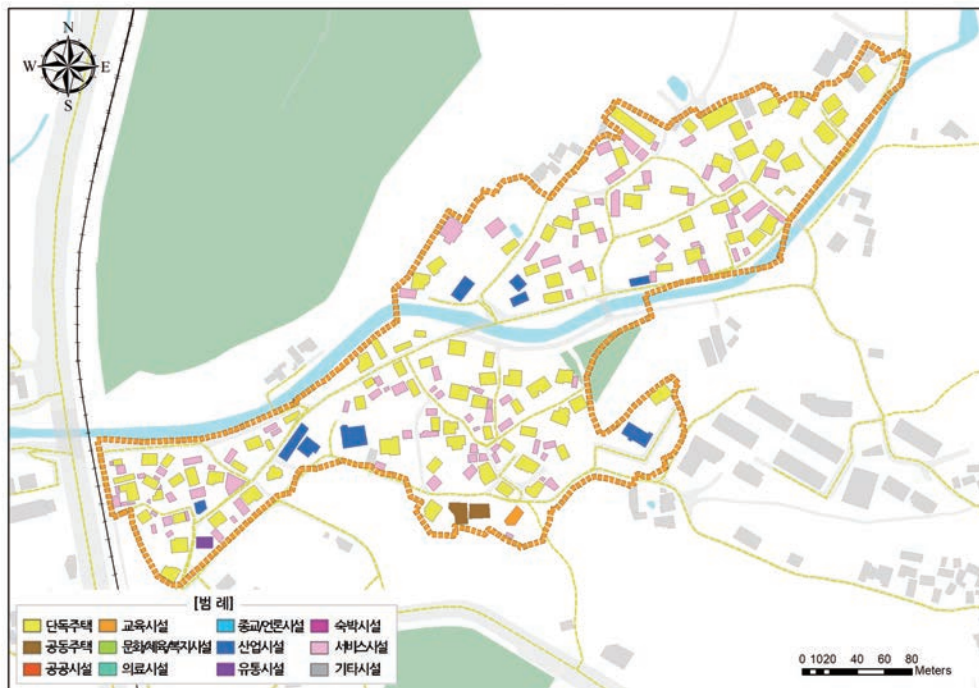 N
W E
S
[범 례]
단독주택 교육시설 종교/언론시설 숙박시설
공동주택 문화/체육/복지시설 산업시설 서비스시설
공공시설 의료시설 유통시설 기타시설
0 1020 40 60 80
Meters